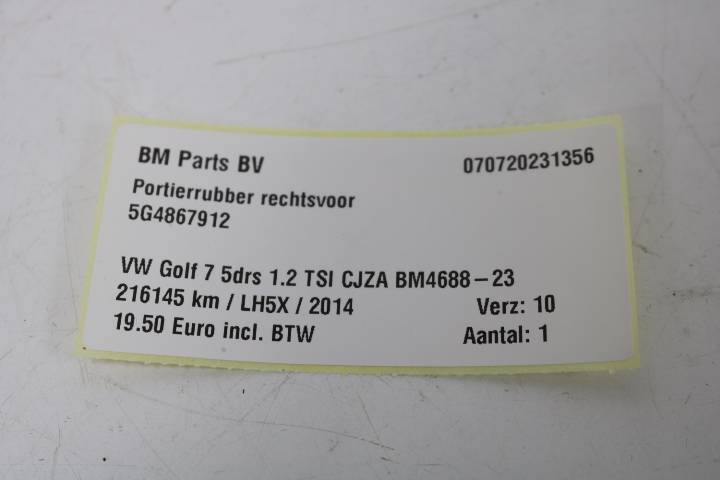 BM Parts BV 070720231356
Portierrubber rechtsvoor
5G4867912
VW Golf 7 5drs 1.2 TSI CJZA BM4688-23
216145 km / LH5X / 2014 Verz: 10
19.50 Euro incl. BTW Aantal: 1